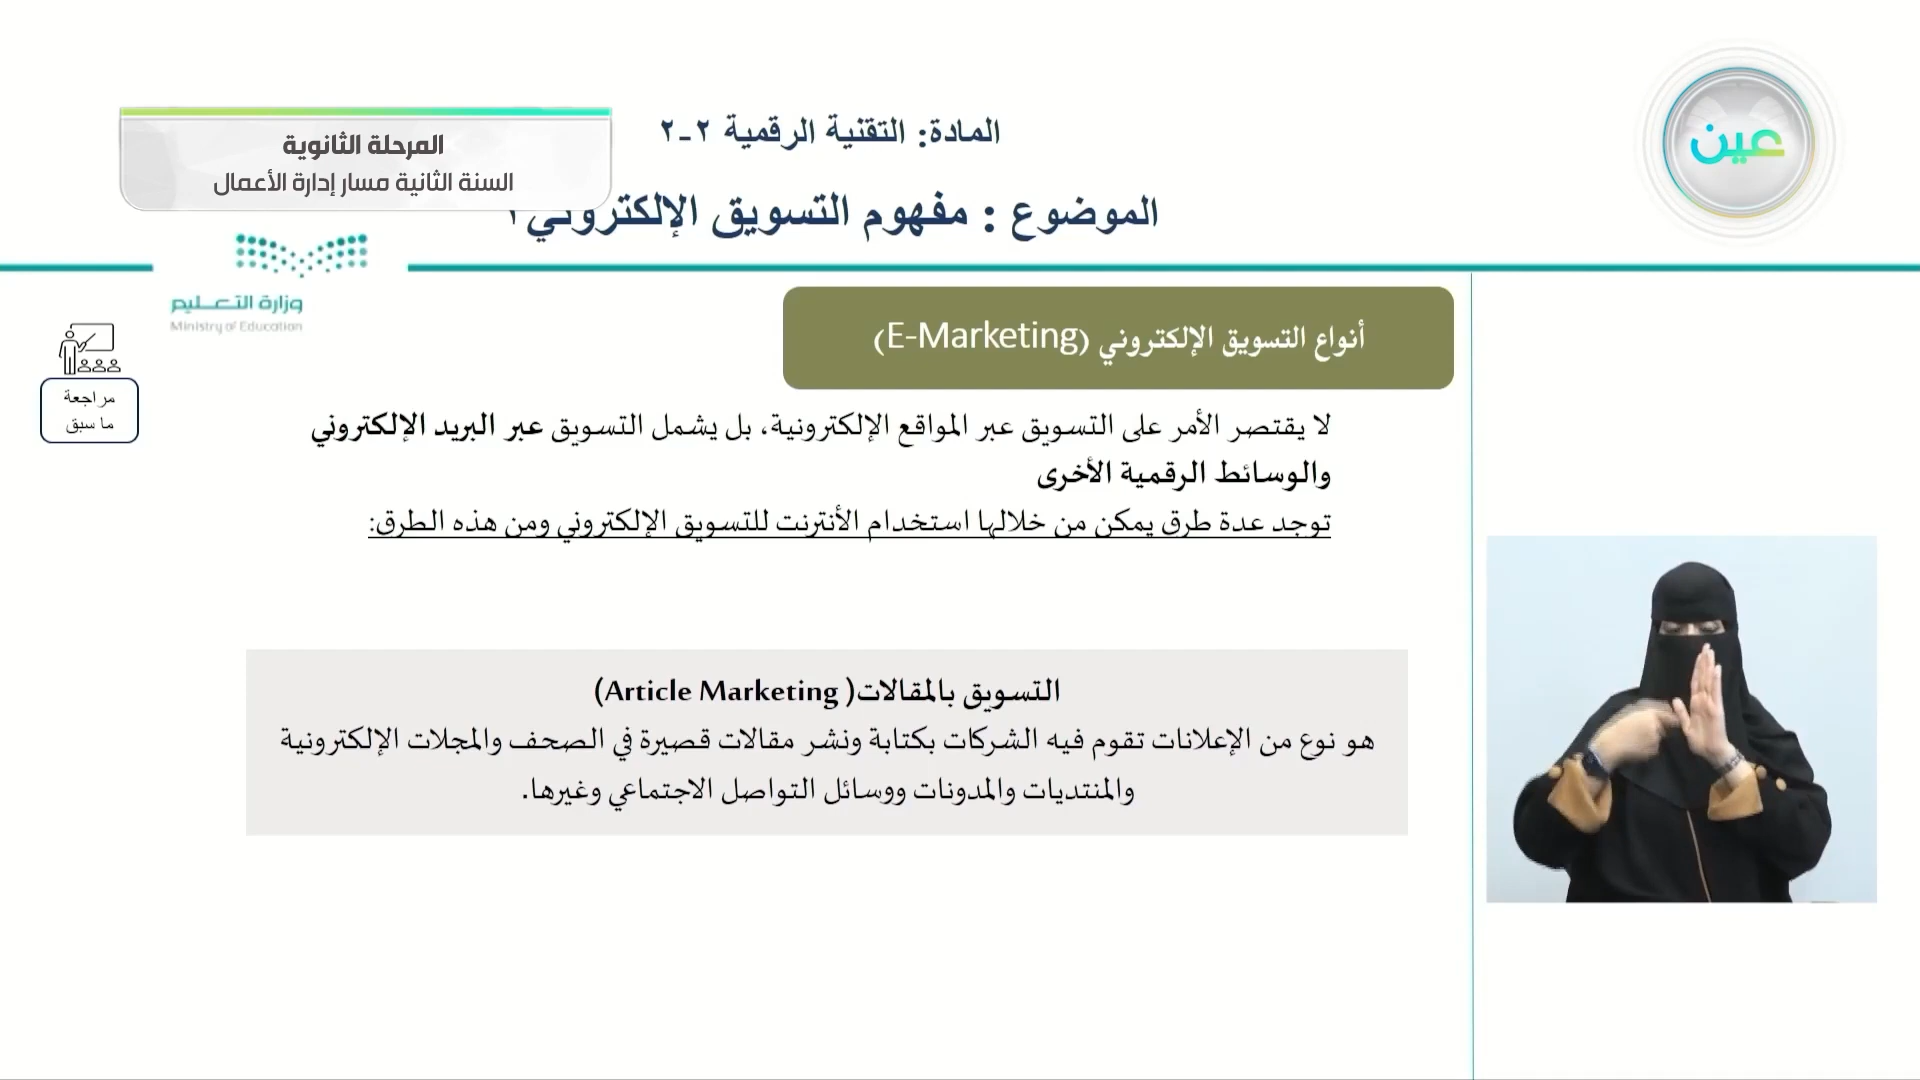 المادة: التقنية الرقمية ٢-٢
عين
المرحلة الثانوية
السنة الثانية مسار إدارة الأعمال
الموضوع : مفهوم التسويق الإلكتروني
وزارة التعليم
Ministry of Education
أنواع التسويق الإلكتروني (E-Marketing)
مراجعة
ما سبق
لا يقتصر الأمر على التسويق عبر المواقع الإلكترونية، بل يشمل التسويق عبر البريد الإلكتروني
والوسائط الرقمية الأخرى
توجد عدة طرق يمكن من خلالها استخدام الأنترنت للتسويق الإلكتروني ومن هذه الطرق:
التسويق بالمقالات( Article Marketing)
هو نوع من الإعلانات تقوم فيه الشركات بكتابة ونشر مقالات قصيرة في الصحف والمجلات الإلكترونية
والمنتديات والمدونات ووسائل التواصل الاجتماعي وغيرها.